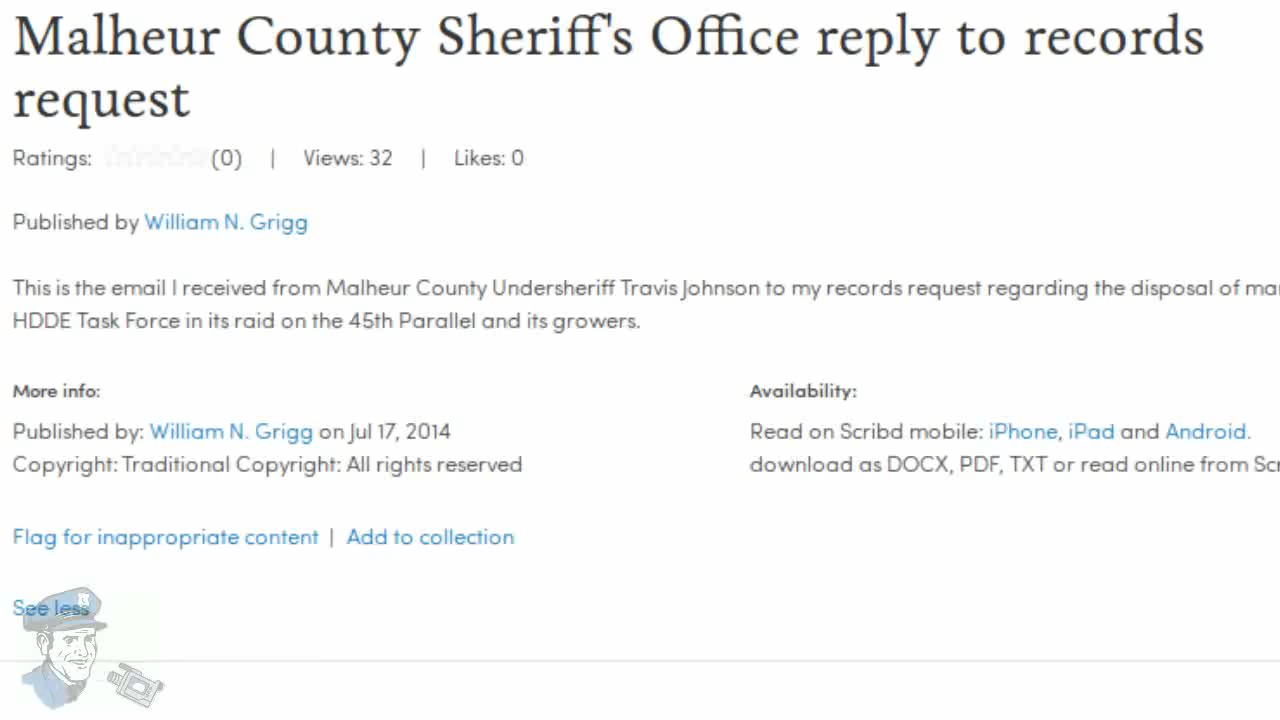 Malheur County Sheriff's Office reply to records
request
Ratings: (0) | Views: 32 | Likes: 0
Published by William N. Grigg
This is the email I received from Malheur County Undersheriff Travis Johnson to my records request regarding the disposal of
HDDE Task Force in its raid on the 45th Parallel and its growers.
More info:
Published by: William N. Grigg on Jul 17, 2014
Copyright: Traditional Copyright: All rights reserved
Availability:
Read on Scribd mobile: iPhone, iPad and Android.
download as DOCX, PDF, TXT or read online from
Flag for inappropriate content | Add to collection
See less